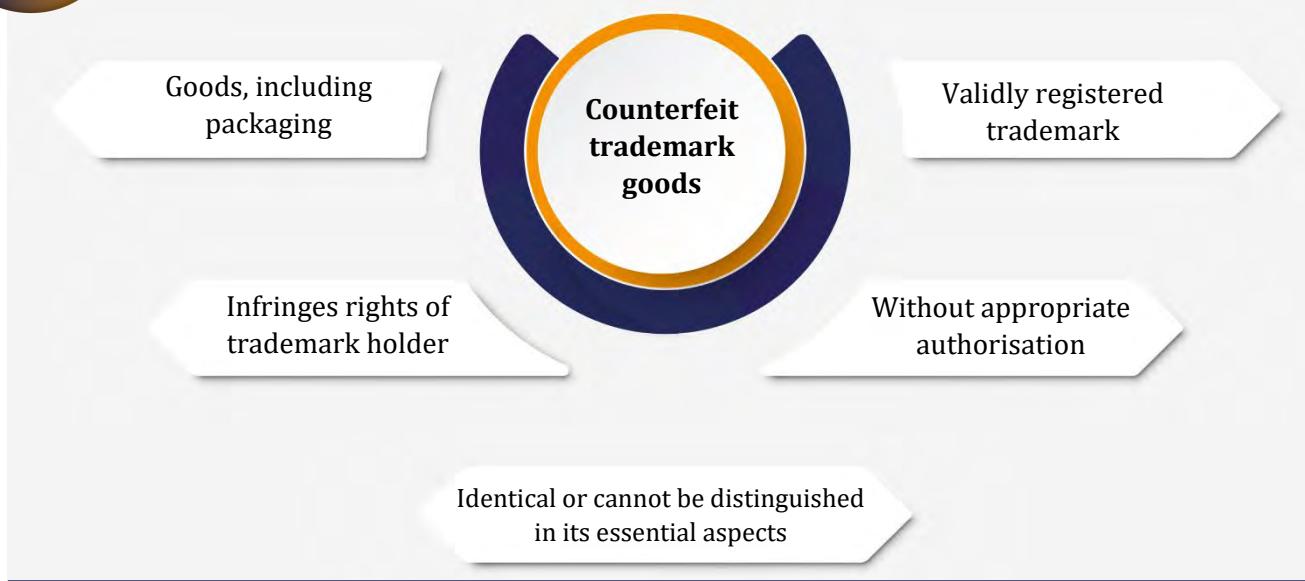 Counterfeit
trademark
goods
Goods, including
packaging
Validly registered
trademark
Infringes rights of
trademark holder
Without appropriate
authorisation
Identical or cannot be distinguished
in its essential aspects